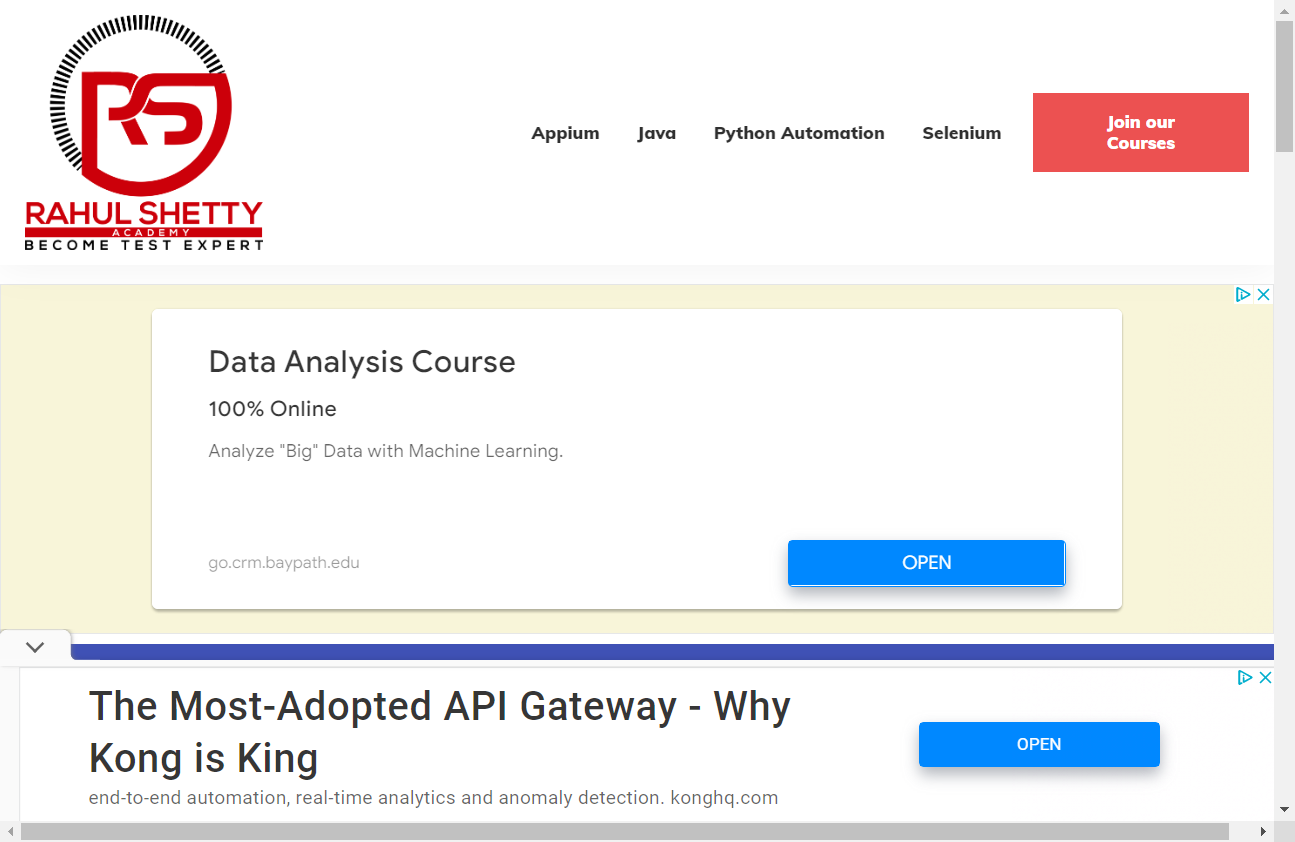 RAHUL SHETTY
ACADEMY
BECOME TEST EXPERT
Appium Java Python Automation Selenium
Join our
Courses
Data Analysis Course
100% Online
Analyze "Big" Data with Machine Learning.
go.crm.baypath.edu
OPEN
The Most-Adopted API Gateway - Why
Kong is King
end-to-end automation, real-time analytics and anomaly detection. konghq.com
OPEN